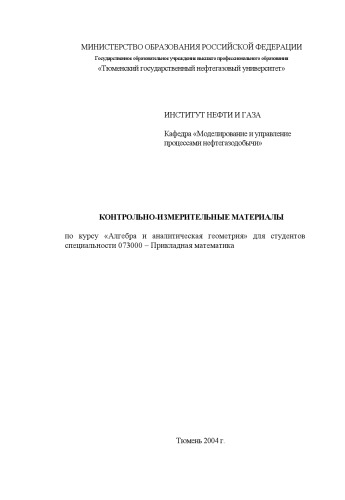 МИНИСТЕРСТВО ОБРАЗОВАНИЯ РОССИЙСКОЙ ФЕДЕРАЦИИ
Государственное образовательное учреждения высшего профессионального образования
«Тюменский государственный нефтегазовый университет»
ИНСТИТУТ НЕФТИ И ГАЗА
Кафедра «Моделирование и управление
процессами нефтегазодобычи»
КОНТРОЛЬНО-ИЗМЕРИТЕЛЬНЫЕ МАТЕРИАЛЫ
по курсу «Алгебра и аналитическая геометрия» для студентов
специальности 073000 – Прикладная математика
Тюмень 2004 г.